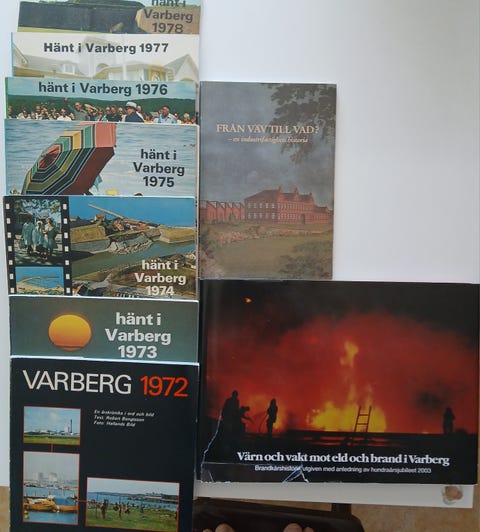 hänt i
Varberg
1978
Hänt i Varberg 1977
hänt i Varberg 1976
hänt i
Varberg
1975
hänt i
Varberg
1974
hänt i
Varberg
1973
VARBERG 1972
En årskrönika i ord och bild
Text: Robert Bengtsson
Foto: Hallands Bild
FRÅN VÄV TILL VAD?
– en industrifastighets historia
Värn och vakt mot eld och brand i Varberg
Brandkårshistorik utgiven med anledning av hundraårsjubileet 2003